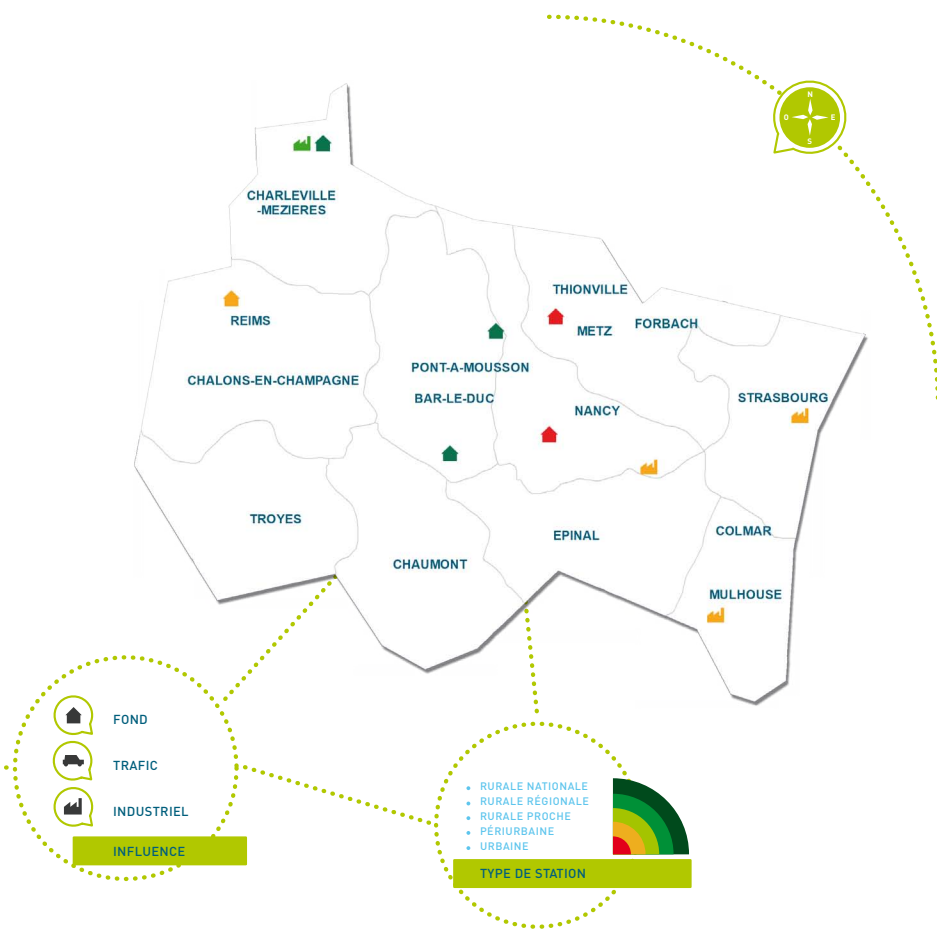 N
O E
S
CHARLEVILLE
-MEZIERES
THIONVILLE
REIMS
METZ
FORBACH
PONT-A-MOUSSON
CHALONS-EN-CHAMPAGNE
BAR-LE-DUC
STRASBOURG
NANCY
TROYES
COLMAR
EPINAL
CHAUMONT
MULHOUSE
FOND
TRAFIC
INDUSTRIEL
INFLUENCE
RURALE NATIONALE
RURALE RÉGIONALE
RURALE PROCHE
PÉRIURBAINE
URBAINE
TYPE DE STATION